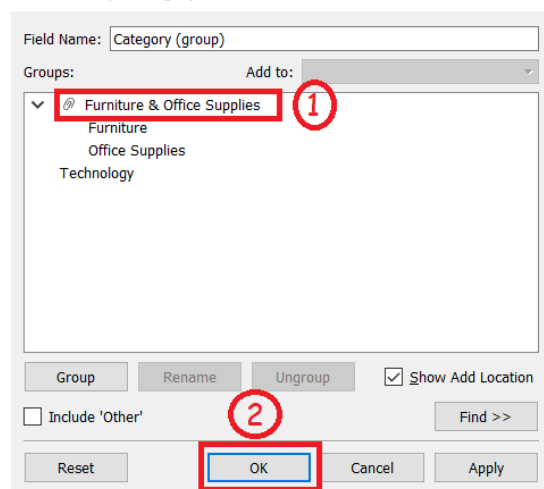 Field Name: Category (group)
Groups: Add to:
Furniture & Office Supplies 1
Furniture
Office Supplies
Technology
Group Rename Ungroup Show Add Location
Include 'Other' 2 Find >>
Reset OK Cancel Apply